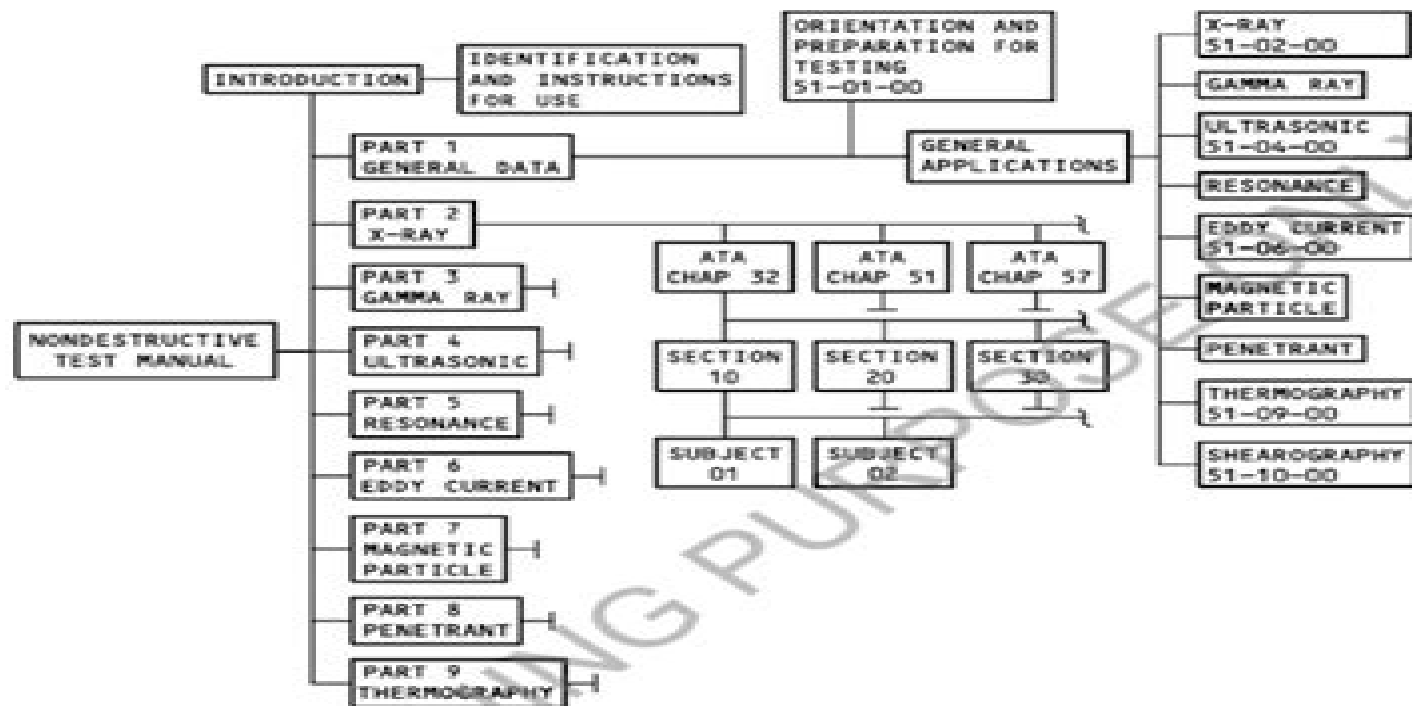 NONDESTRUCTIVE
TEST MANUAL
INTRODUCTION
IDENTIFICATION
AND INSTRUCTIONS
FOR USE
PART 1
GENERAL DATA
ORIENTATION AND
PREPARATION FOR
TESTING
51-01-00
GENERAL
APPLICATIONS
X-RAY
51-02-00
GAMMA RAY
ULTRASONIC
51-04-00
RESONANCE
EDDY CURRENT
51-06-00
MAGNETIC
PARTICLE
PENETRANT
THERMOGRAPHY
51-09-00
SHEAROGRAPHY
51-10-00
PART 2
X-RAY
ATA
CHAP 32
ATA
CHAP 51
ATA
CHAP 57
SECTION
10
SECTION
20
SECTION
30
SUBJECT
01
SUBJECT
02
PART 3
GAMMA RAY
PART 4
ULTRASONIC
PART 5
RESONANCE
PART 6
EDDY CURRENT
PART 7
MAGNETIC
PARTICLE
PART 8
PENETRANT
PART 9
THERMOGRAPHY
PURPOSE